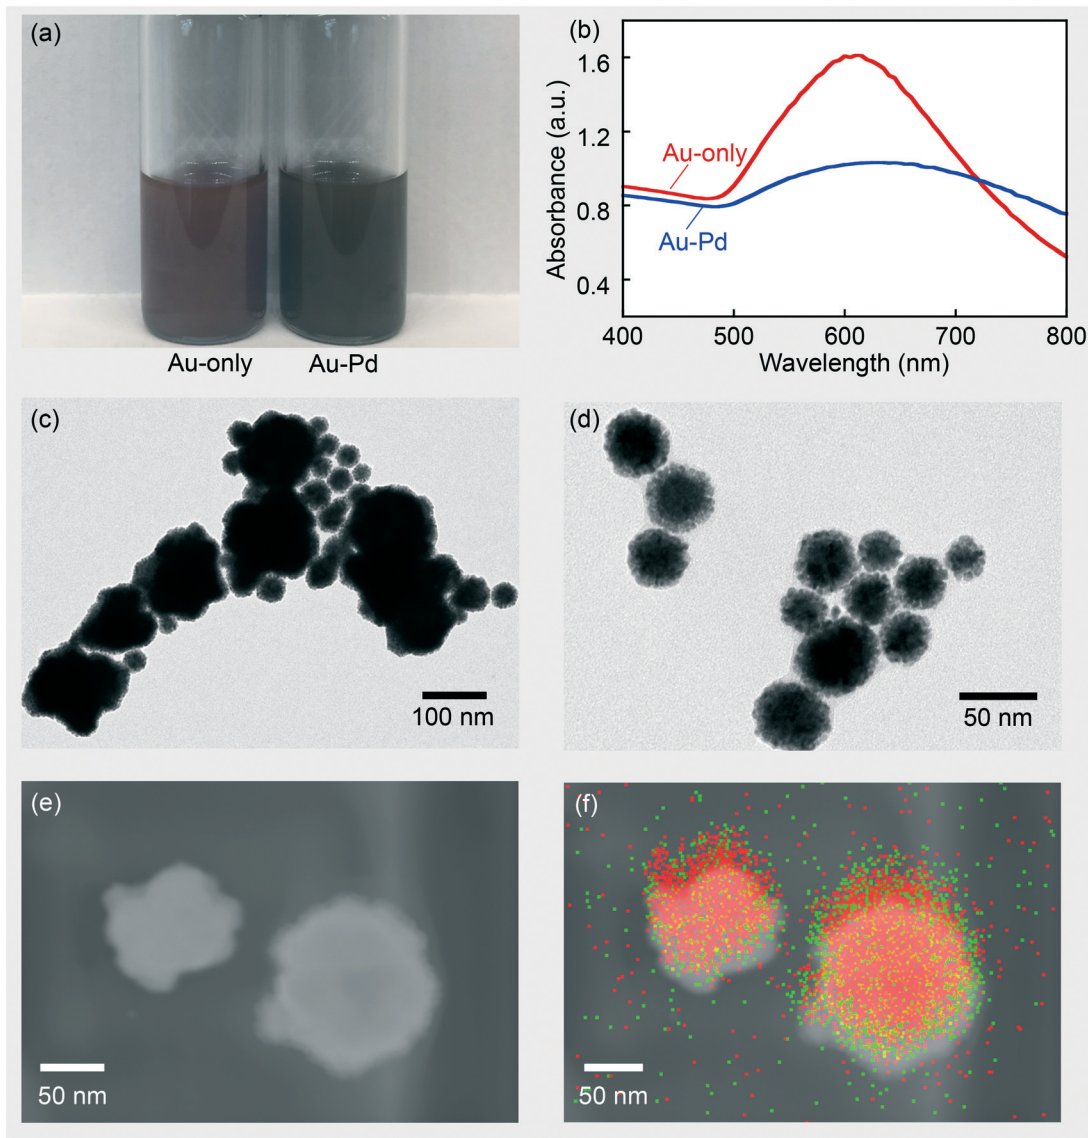 (a)
Au-only
Au-Pd
(b)
Absorbance (a.u.)
1.6
1.2
0.8
0.4
Au-only
Au-Pd
400
500
600
700
800
Wavelength (nm)
(c)
100 nm
(d)
50 nm
(e)
50 nm
(f)
50 nm